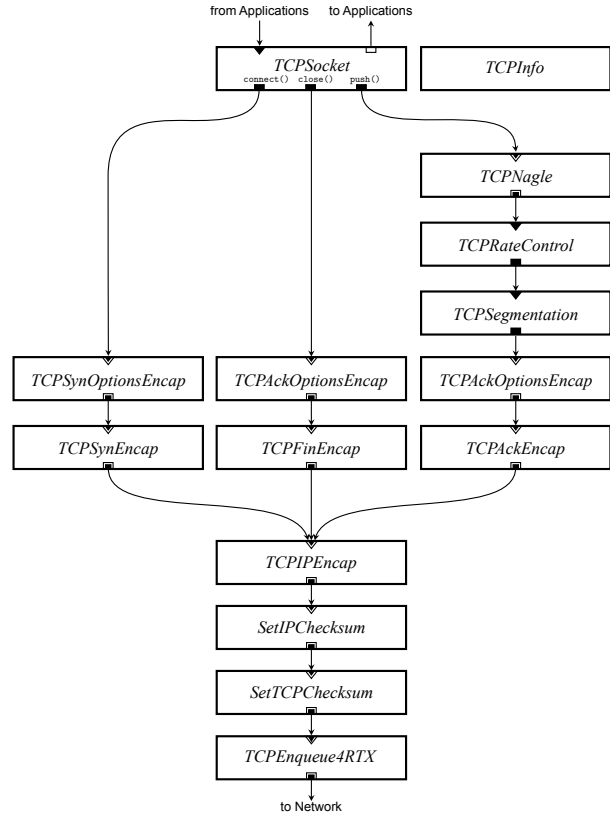 from Applications
to Applications
TCPSocket
TCPInfo
connect()
close()
push()
TCPNagle
TCPRateControl
TCPSegmentation
TCPSynOptionsEncap
TCPAckOptionsEncap
TCPAckOptionsEncap
TCPSynEncap
TCPFinEncap
TCPAckEncap
TCPIPEncap
SetIPChecksum
SetTCPChecksum
TCPEnqueue4RTX
to Network